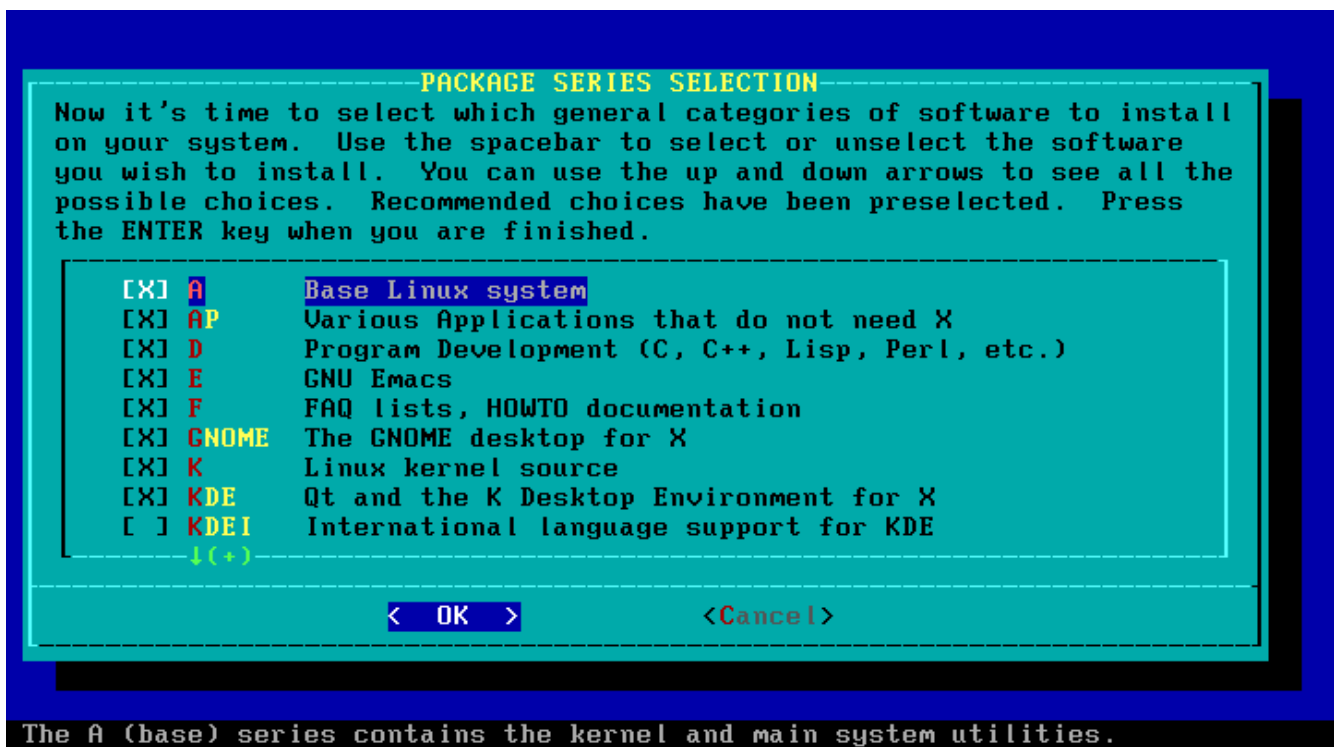 PACKAGE SERIES SELECTION
Now it's time to select which general categories of software to install
on your system.  Use the spacebar to select or unselect the software
you wish to install.  You can use the up and down arrows to see all the
possible choices.  Recommended choices have been preselected.  Press
the ENTER key when you are finished.
[X] A Base Linux system
[X] AP Various Applications that do not need X
[X] D Program Development (C, C++, Lisp, Perl, etc.)
[X] E GNU Emacs
[X] F FAQ lists, HOWTO documentation
[X] GNOME The GNOME desktop for X
[X] K Linux kernel source
[X] KDE Qt and the K Desktop Environment for X
[ ] KDEI International language support for KDE
↓(+)
< OK > <Cancel>
The A (base) series contains the kernel and main system utilities.